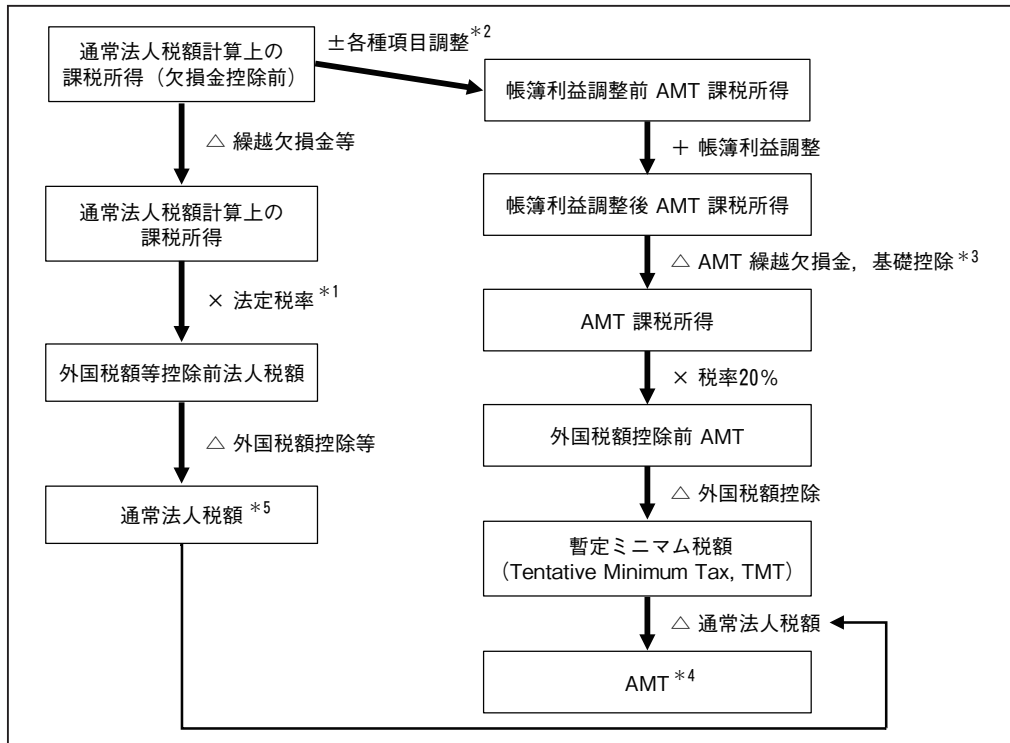 通常法人税額計算上の
課税所得（欠損金控除前）
±各種項目調整*2
帳簿利益調整前 AMT 課税所得
△ 繰越欠損金等
＋ 帳簿利益調整
通常法人税額計算上の
課税所得
帳簿利益調整後 AMT 課税所得
△ AMT 繰越欠損金，基礎控除*3
× 法定税率*1
AMT 課税所得
外国税額等控除前法人税額
× 税率20%
外国税額控除前 AMT
△ 外国税額控除等
△ 外国税額控除
通常法人税額*5
暫定ミニマム税額
（Tentative Minimum Tax, TMT）
△ 通常法人税額
AMT*4